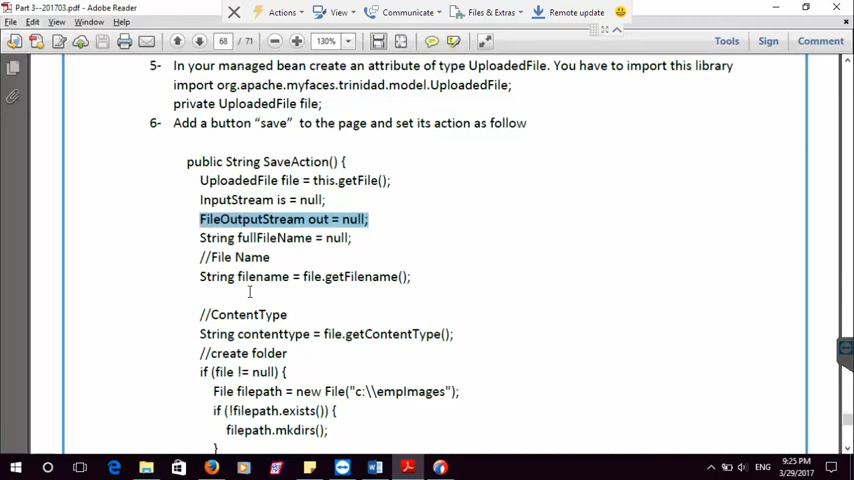 Part 3--201703.pdf - Adobe Reader
Actions
View
Communicate
Files & Extras
Remote update
File Edit View Window Help
68 / 71
130%
Tools
Sign
Comment
5- In your managed bean create an attribute of type UploadedFile. You have to import this library
import org.apache.myfaces.trinidad.model.UploadedFile;
private UploadedFile file;
6- Add a button “save” to the page and set its action as follow
public String SaveAction() {
UploadedFile file = this.getFile();
InputStream is = null;
FileOutputStream out = null;
String fullFileName = null;
//File Name
String filename = file.getFilename();
//ContentType
String contenttype = file.getContentType();
//create folder
if (file != null) {
File filepath = new File("c:\\empImages");
if (!filepath.exists()) {
filepath.mkdirs();
}
ENG
9:25 PM
3/29/2017